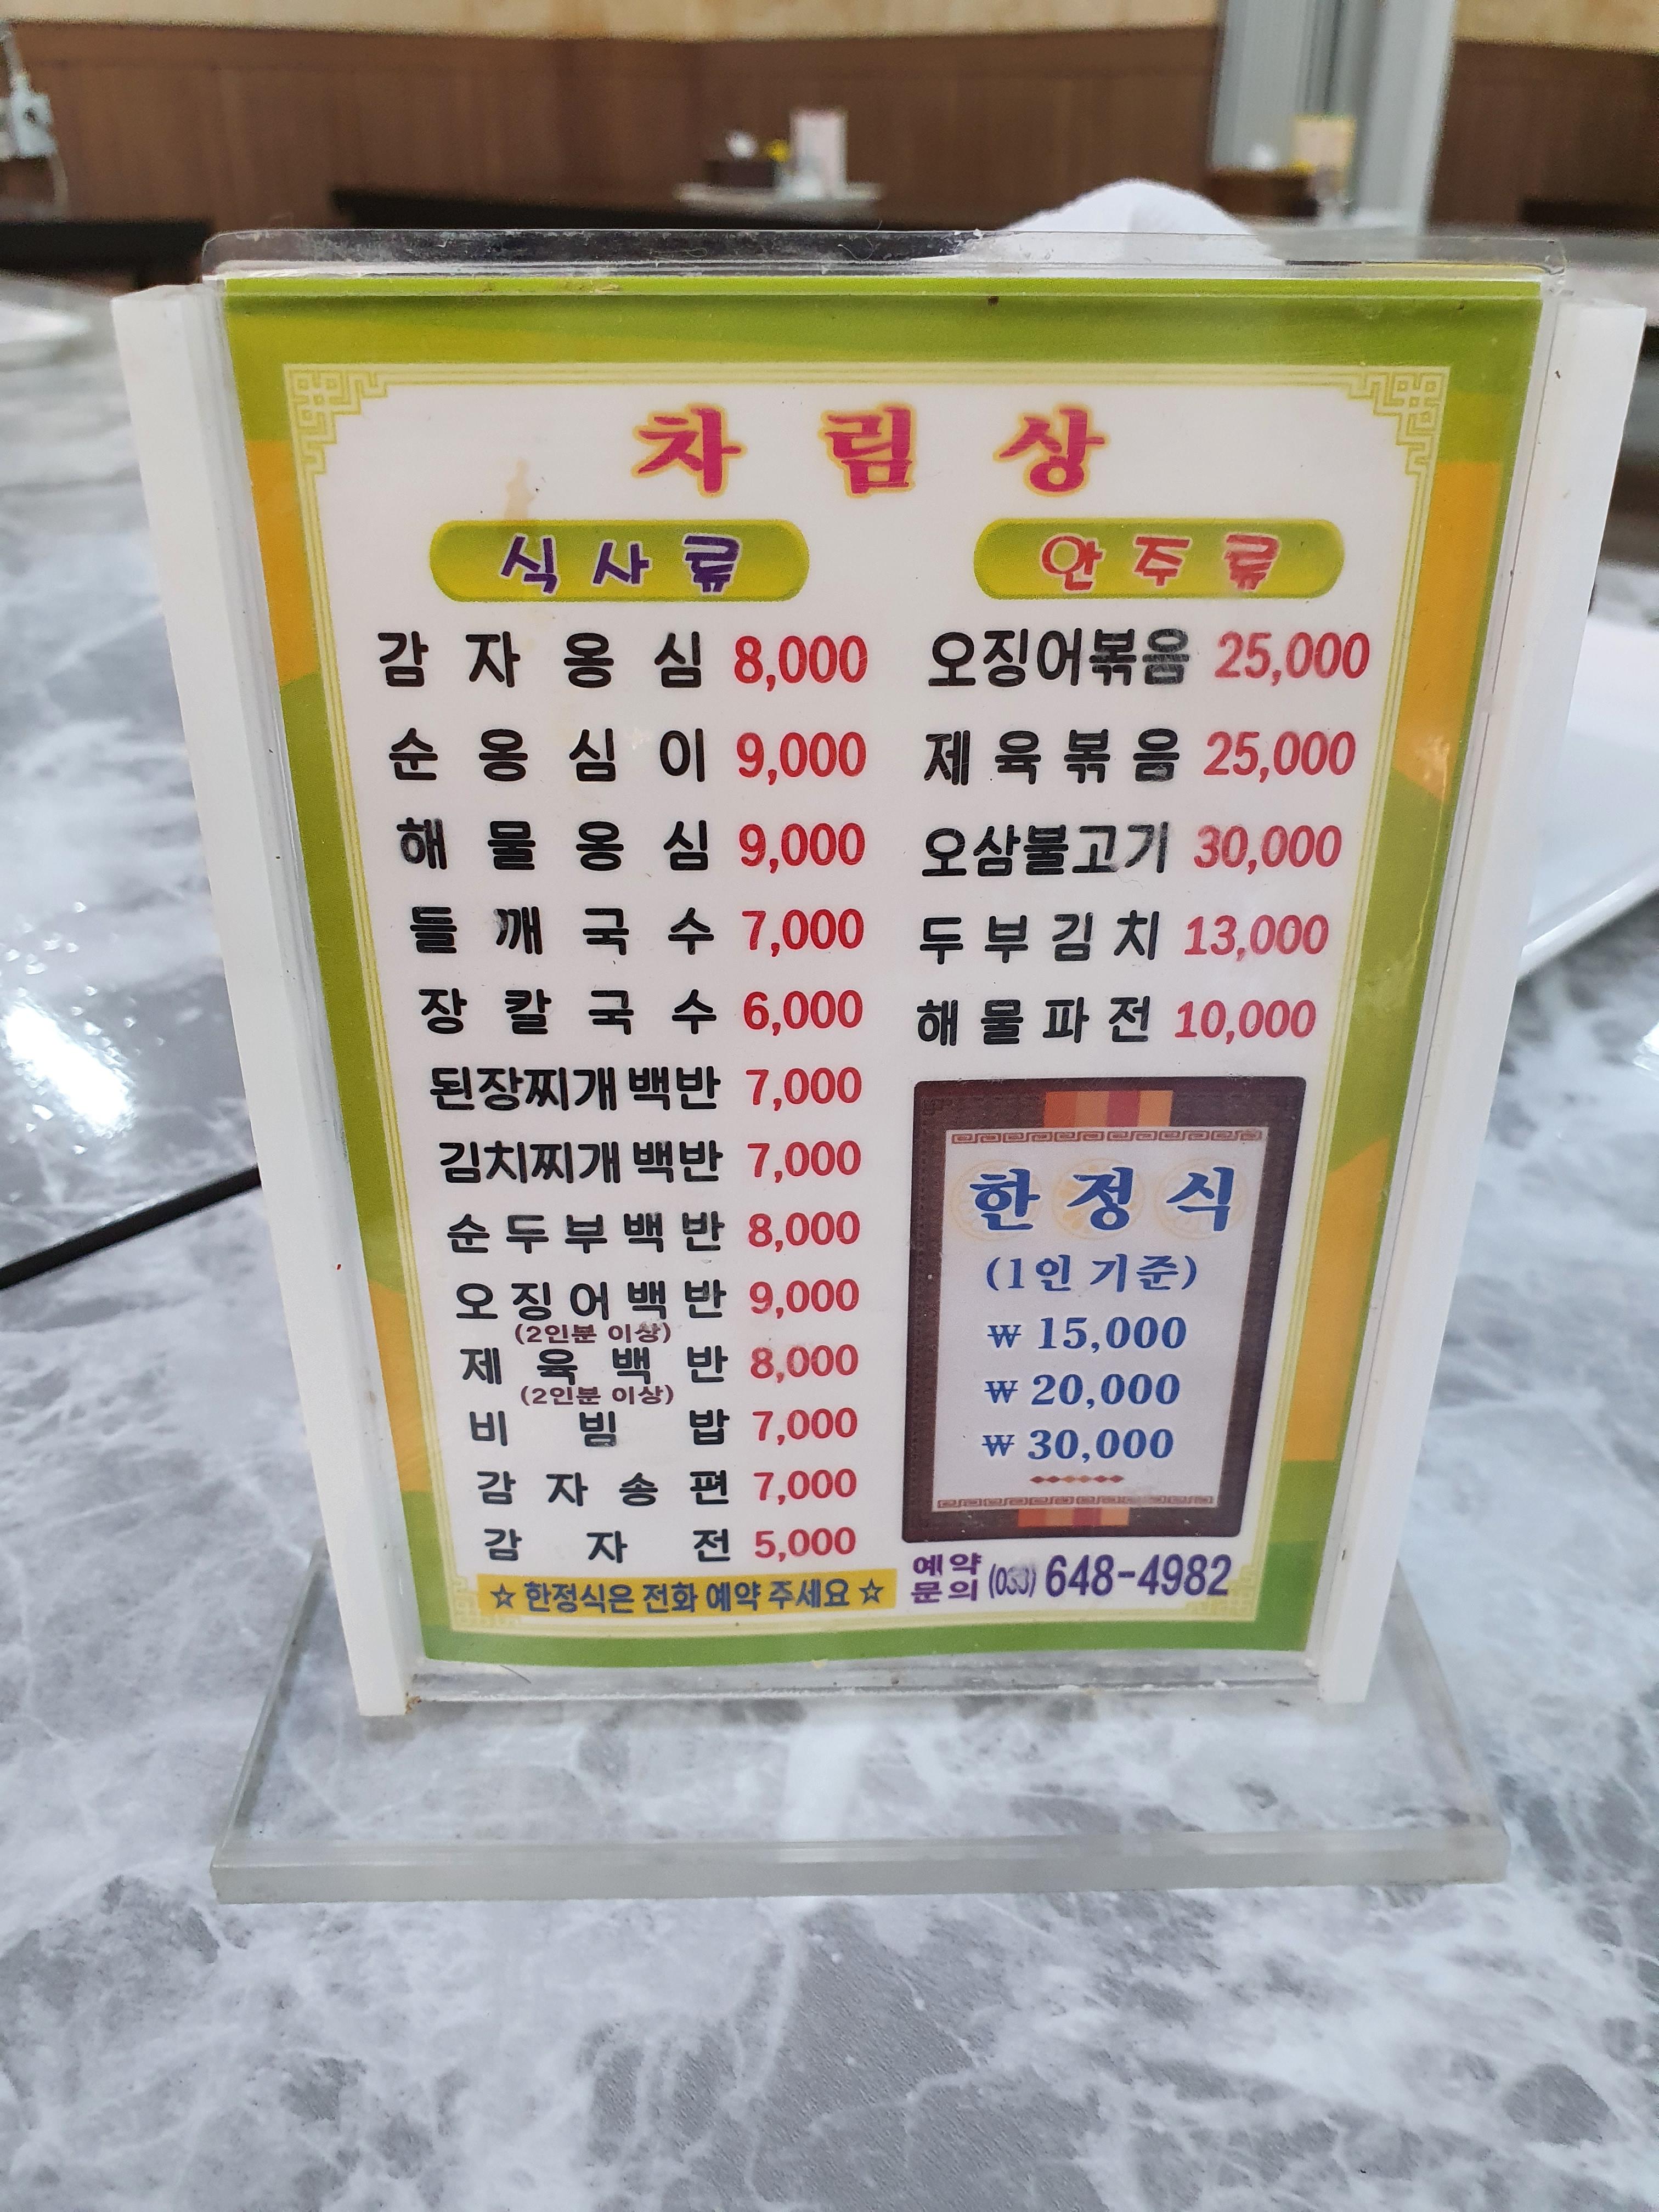 차림상
식사류
감자옹심 8,000
순옹심이 9,000
해물옹심 9,000
들깨국수 7,000
장칼국수 6,000
된장찌개백반 7,000
김치찌개백반 7,000
순두부백반 8,000
오징어백반 9,000
(2인분 이상)
제육백반 8,000
(2인분 이상)
비빔밥 7,000
감자송편 7,000
감자전 5,000
☆ 한정식은 전화 예약 주세요 ☆
안주류
오징어볶음 25,000
제육볶음 25,000
오삼불고기 30,000
두부김치 13,000
해물파전 10,000
한정식
(1인 기준)
₩ 15,000
₩ 20,000
₩ 30,000
예약문의 (033) 648-4982